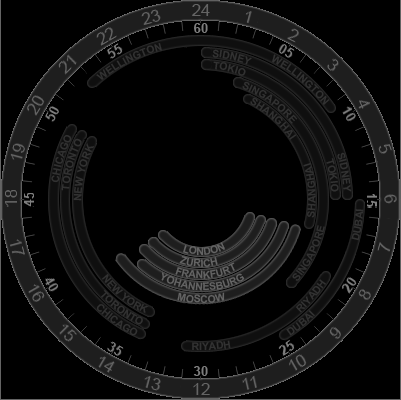 24
1
2
3
4
5
6
7
8
9
10
11
12
13
14
15
16
17
18
19
20
21
22
23
60
05
10
15
20
25
30
35
40
45
50
55
WELLINGTON
WELLINGTON
SIDNEY
SIDNEY
TOKIO
TOKIO
SINGAPORE
SINGAPORE
SHANGHAI
SHANGHAI
DUBAI
DUBAI
RIYADH
RIYADH
CHICAGO
CHICAGO
TORONTO
TORONTO
NEW YORK
NEW YORK
LONDON
ZURICH
FRANKFURT
YOHANNESBURG
MOSCOW